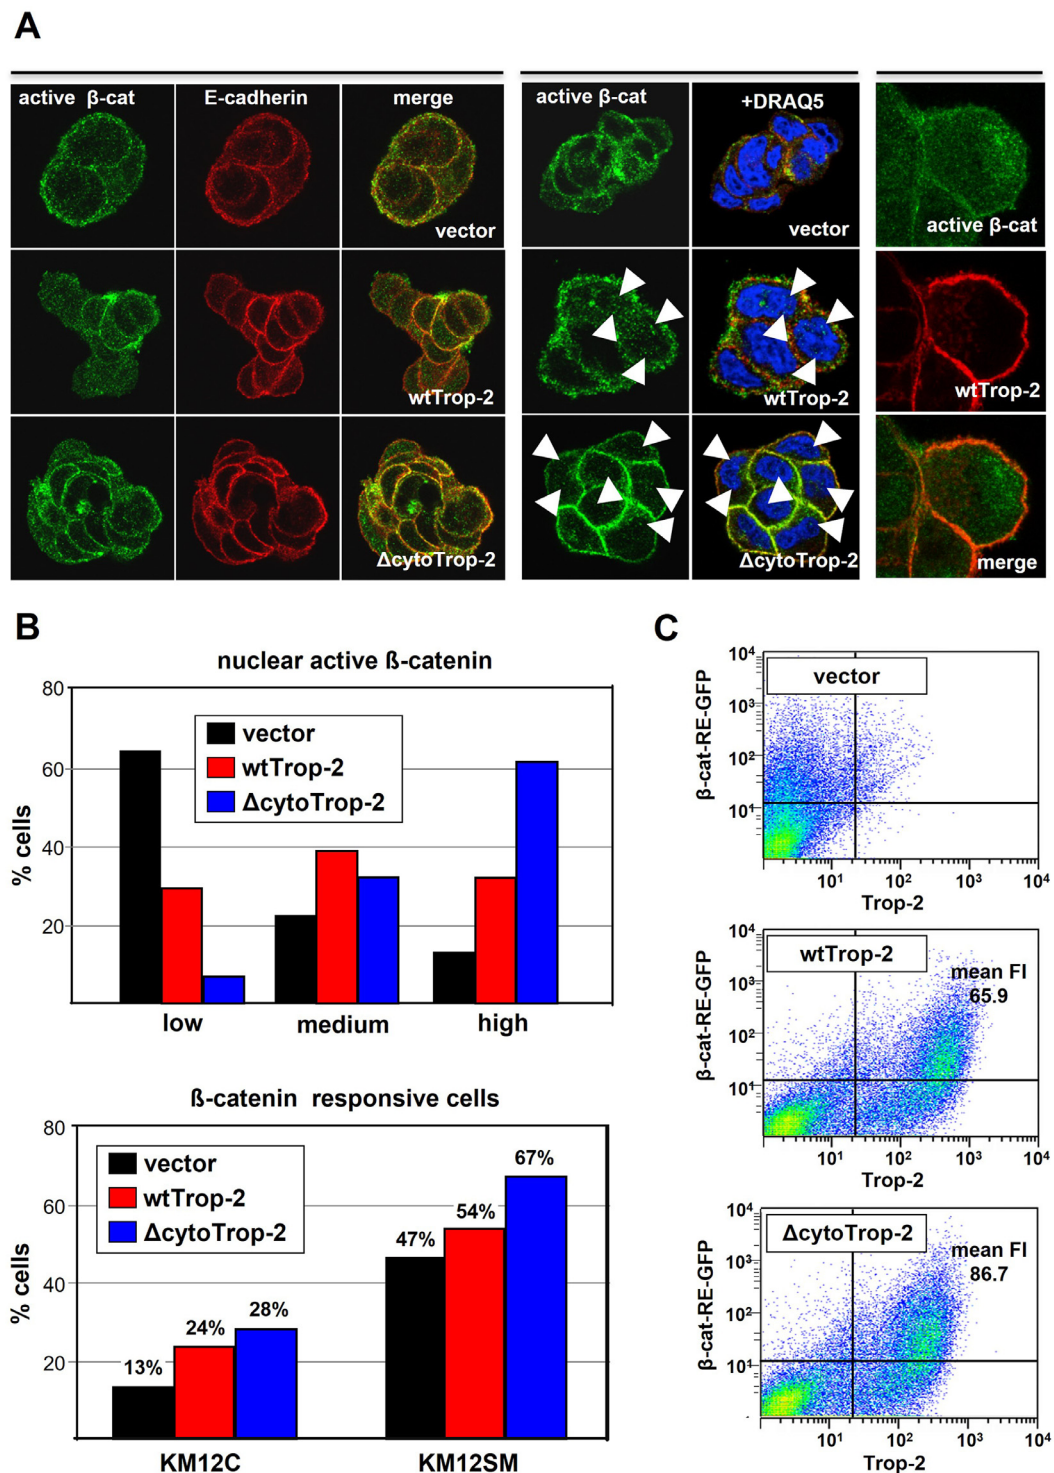 A
active β-cat E-cadherin merge
vector
wtTrop-2
ΔcytoTrop-2
active β-cat +DRAQ5
vector
wtTrop-2
ΔcytoTrop-2
active β-cat
wtTrop-2
merge
B
nuclear active ß-catenin
80
60
40
20
% cells
vector
wtTrop-2
ΔcytoTrop-2
low medium high
ß-catenin responsive cells
80
60
40
20
% cells
vector
wtTrop-2
ΔcytoTrop-2
13% 24% 28% 47% 54% 67%
KM12C KM12SM
C
β-cat-RE-GFP
10⁴
10³
10²
10¹
vector
10¹ 10² 10³ 10⁴
Trop-2
β-cat-RE-GFP
10⁴
10³
10²
10¹
wtTrop-2
mean FI
65.9
10¹ 10² 10³ 10⁴
Trop-2
β-cat-RE-GFP
10⁴
10³
10²
10¹
ΔcytoTrop-2
mean FI
86.7
10¹ 10² 10³ 10⁴
Trop-2